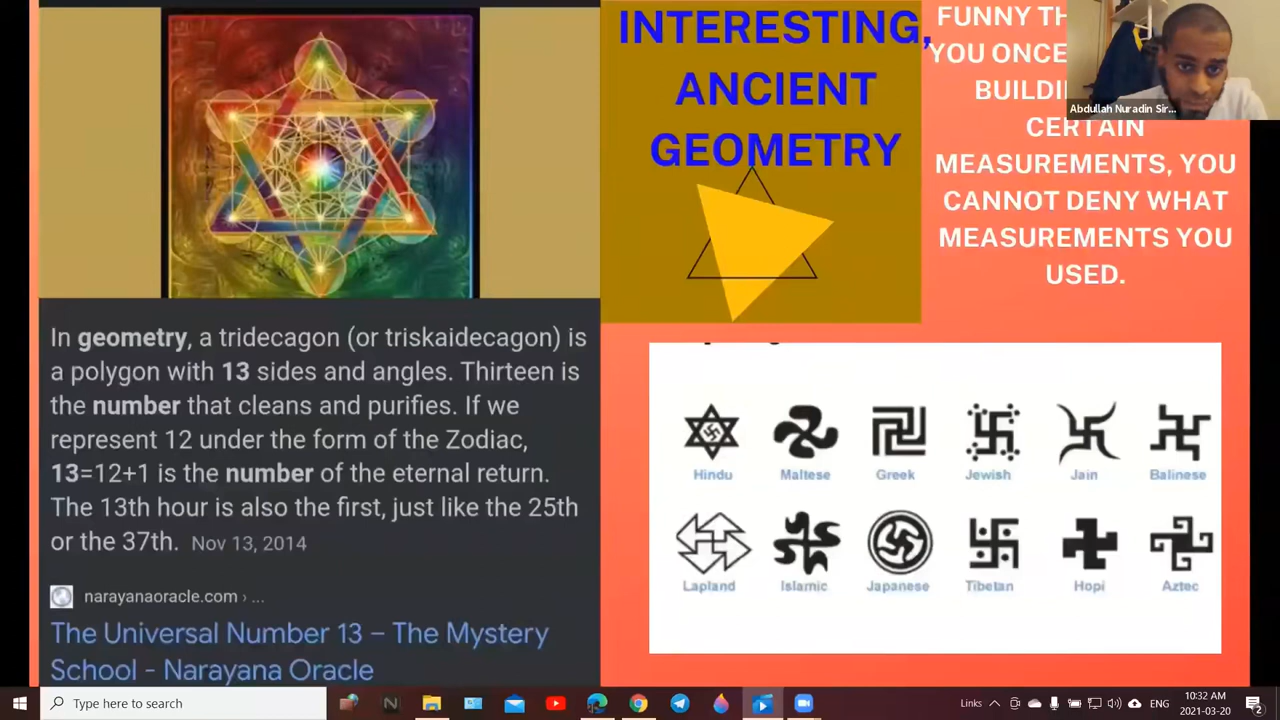 In geometry, a tridecagon (or triskaidecagon) is
a polygon with 13 sides and angles. Thirteen is
the number that cleans and purifies. If we
represent 12 under the form of the Zodiac,
13=12+1 is the number of the eternal return.
The 13th hour is also the first, just like the 25th
or the 37th. Nov 13, 2014
narayanaoracle.com › ...
The Universal Number 13 – The Mystery
School - Narayana Oracle
INTERESTING,
ANCIENT
GEOMETRY
FUNNY
YOU ONCE
CERTAIN
MEASUREMENTS, YOU
CANNOT DENY WHAT
MEASUREMENTS YOU
USED.
Abdullah Nuradin Sir...
Hindu Maltese Greek Jewish Jain Balinese
Lapland Islamic Japanese Tibetan Hopi Aztec
Type here to search
Links
ENG
10:32 AM
2021-03-20
2